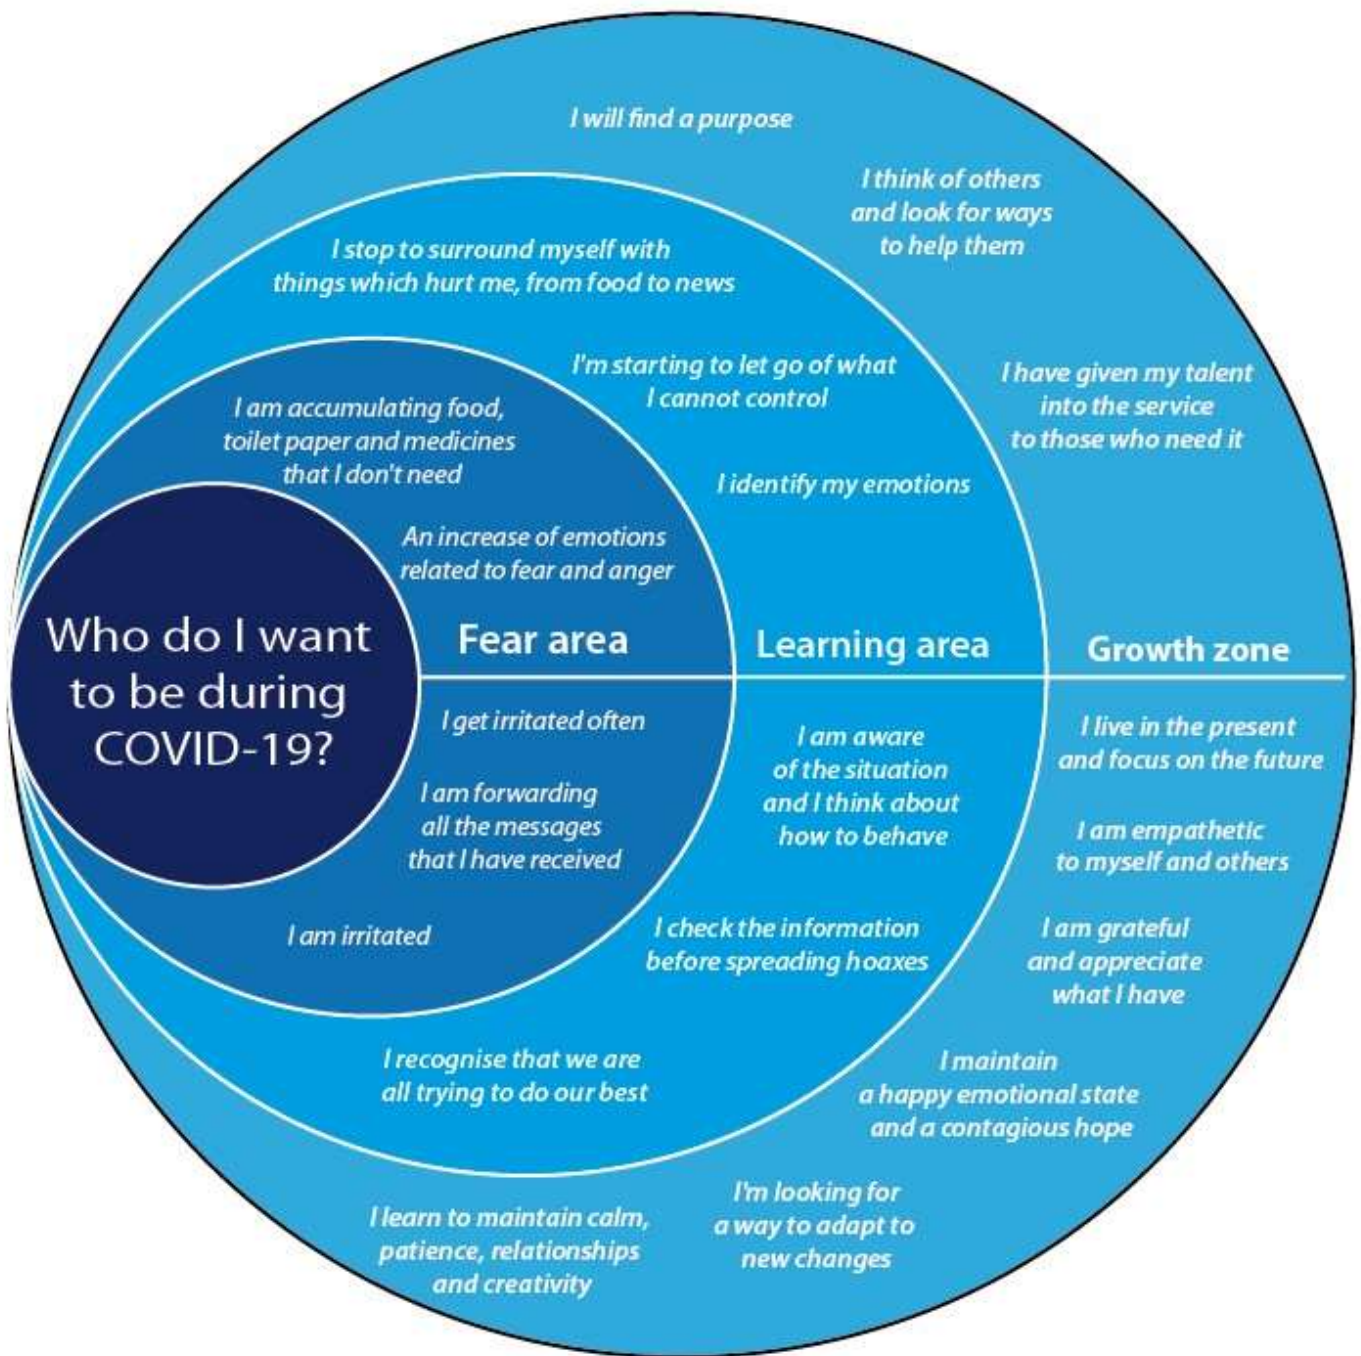 I will find a purpose
I think of others
and look for ways
to help them
I stop to surround myself with
things which hurt me, from food to news
I'm starting to let go of what
I cannot control
I have given my talent
into the service
to those who need it
I am accumulating food,
toilet paper and medicines
that I don't need
I identify my emotions
An increase of emotions
related to fear and anger
Who do I want
to be during
COVID-19?
Fear area
Learning area
Growth zone
I get irritated often
I am forwarding
all the messages
that I have received
I am irritated
I am aware
of the situation
and I think about
how to behave
I check the information
before spreading hoaxes
I recognise that we are
all trying to do our best
I live in the present
and focus on the future
I am empathetic
to myself and others
I am grateful
and appreciate
what I have
I maintain
a happy emotional state
and a contagious hope
I'm looking for
a way to adapt to
new changes
I learn to maintain calm,
patience, relationships
and creativity